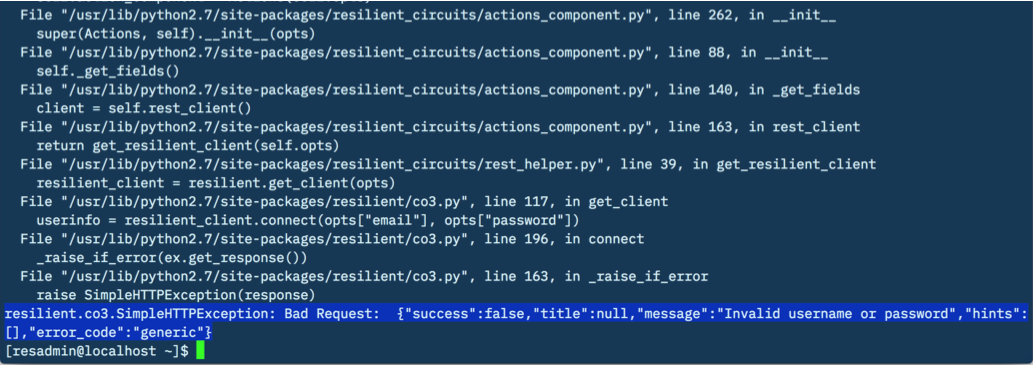 File "/usr/lib/python2.7/site-packages/resilient_circuits/actions_component.py", line 262, in __init__
super(Actions, self).__init__(opts)
File "/usr/lib/python2.7/site-packages/resilient_circuits/actions_component.py", line 88, in __init__
self._get_fields()
File "/usr/lib/python2.7/site-packages/resilient_circuits/actions_component.py", line 140, in _get_fields
client = self.rest_client()
File "/usr/lib/python2.7/site-packages/resilient_circuits/actions_component.py", line 163, in rest_client
return get_resilient_client(self.opts)
File "/usr/lib/python2.7/site-packages/resilient_circuits/rest_helper.py", line 39, in get_resilient_client
resilient_client = resilient.get_client(opts)
File "/usr/lib/python2.7/site-packages/resilient/co3.py", line 117, in get_client
userinfo = resilient_client.connect(opts["email"], opts["password"])
File "/usr/lib/python2.7/site-packages/resilient/co3.py", line 196, in connect
_raise_if_error(ex.get_response())
File "/usr/lib/python2.7/site-packages/resilient/co3.py", line 163, in _raise_if_error
raise SimpleHTTPException(response)
resilient.co3.SimpleHTTPException: Bad Request:  {"success":false,"title":null,"message":"Invalid username or password","hints":
[],"error_code":"generic"}
[resadmin@localhost ~]$